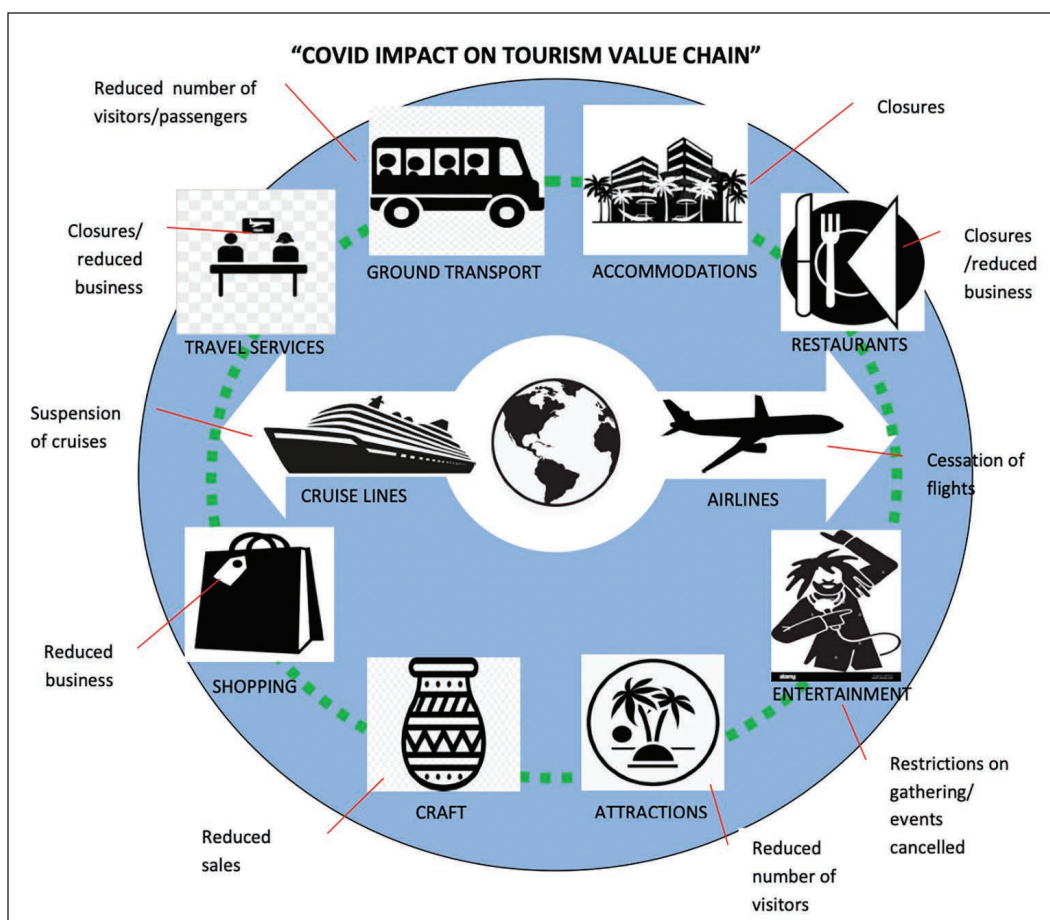 “COVID IMPACT ON TOURISM VALUE CHAIN”
Reduced number of
visitors/passengers
Closures
Closures/
reduced
business
GROUND TRANSPORT
ACCOMMODATIONS
Closures
/reduced
business
TRAVEL SERVICES
RESTAURANTS
Suspension
of cruises
CRUISE LINES
AIRLINES
Cessation of
flights
Reduced
business
SHOPPING
ENTERTAINMENT
CRAFT
ATTRACTIONS
Restrictions on
gathering/
events
cancelled
Reduced
sales
Reduced
number of
visitors
alamy